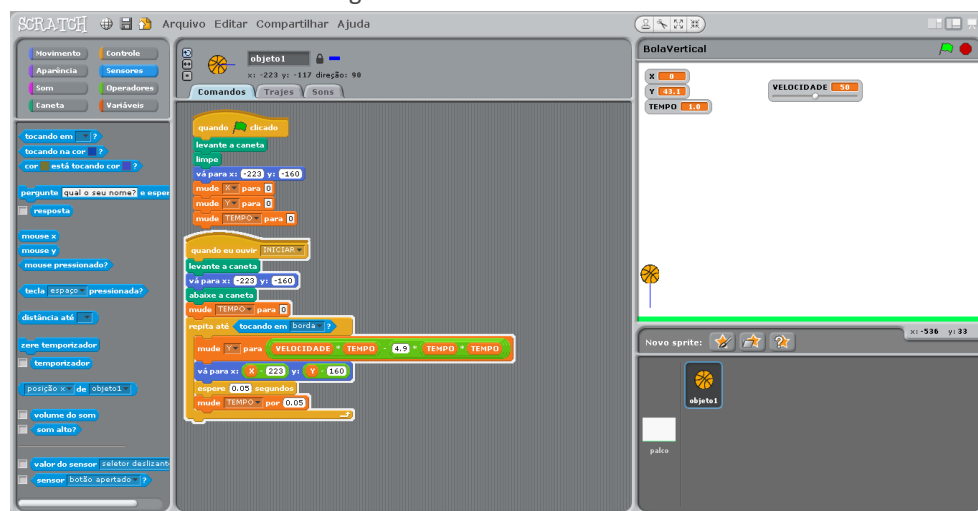 SCRATCH Arquivo Editar Compartilhar Ajuda
Movimento Controle
Aparência Sensores
Som Operadores
Caneta Variáveis
tocando em ?
tocando na cor ?
cor está tocando cor ?
pergunte qual o seu nome? e esper
resposta
mouse x
mouse y
mouse pressionado?
tecla espaço pressionada?
distância até
zere temporizador
temporizador
posição x de objeto1
volume do som
som alto?
valor do sensor seletor deslizant
sensor botão apertado ?
objeto1
x: -223 y: -117 direção: 90
Comandos Trajes Sons
quando clicado
levante a caneta
limpe
vá para x: -223 y: -160
mude X para 0
mude Y para 0
mude TEMPO para 0
quando eu ouvir INICIAR
levante a caneta
vá para x: -223 y: -160
abaixe a caneta
mude TEMPO para 0
repita até tocando em borda ?
mude Y para VELOCIDADE * TEMPO - 4.9 * TEMPO * TEMPO
vá para x: X - 223 y: Y - 160
espere 0.05 segundos
mude TEMPO por 0.05
BolaVertical
X 0
Y 43.1
TEMPO 1.0
VELOCIDADE 50
x: -536 y: 33
Novo sprite:
objeto1
palco